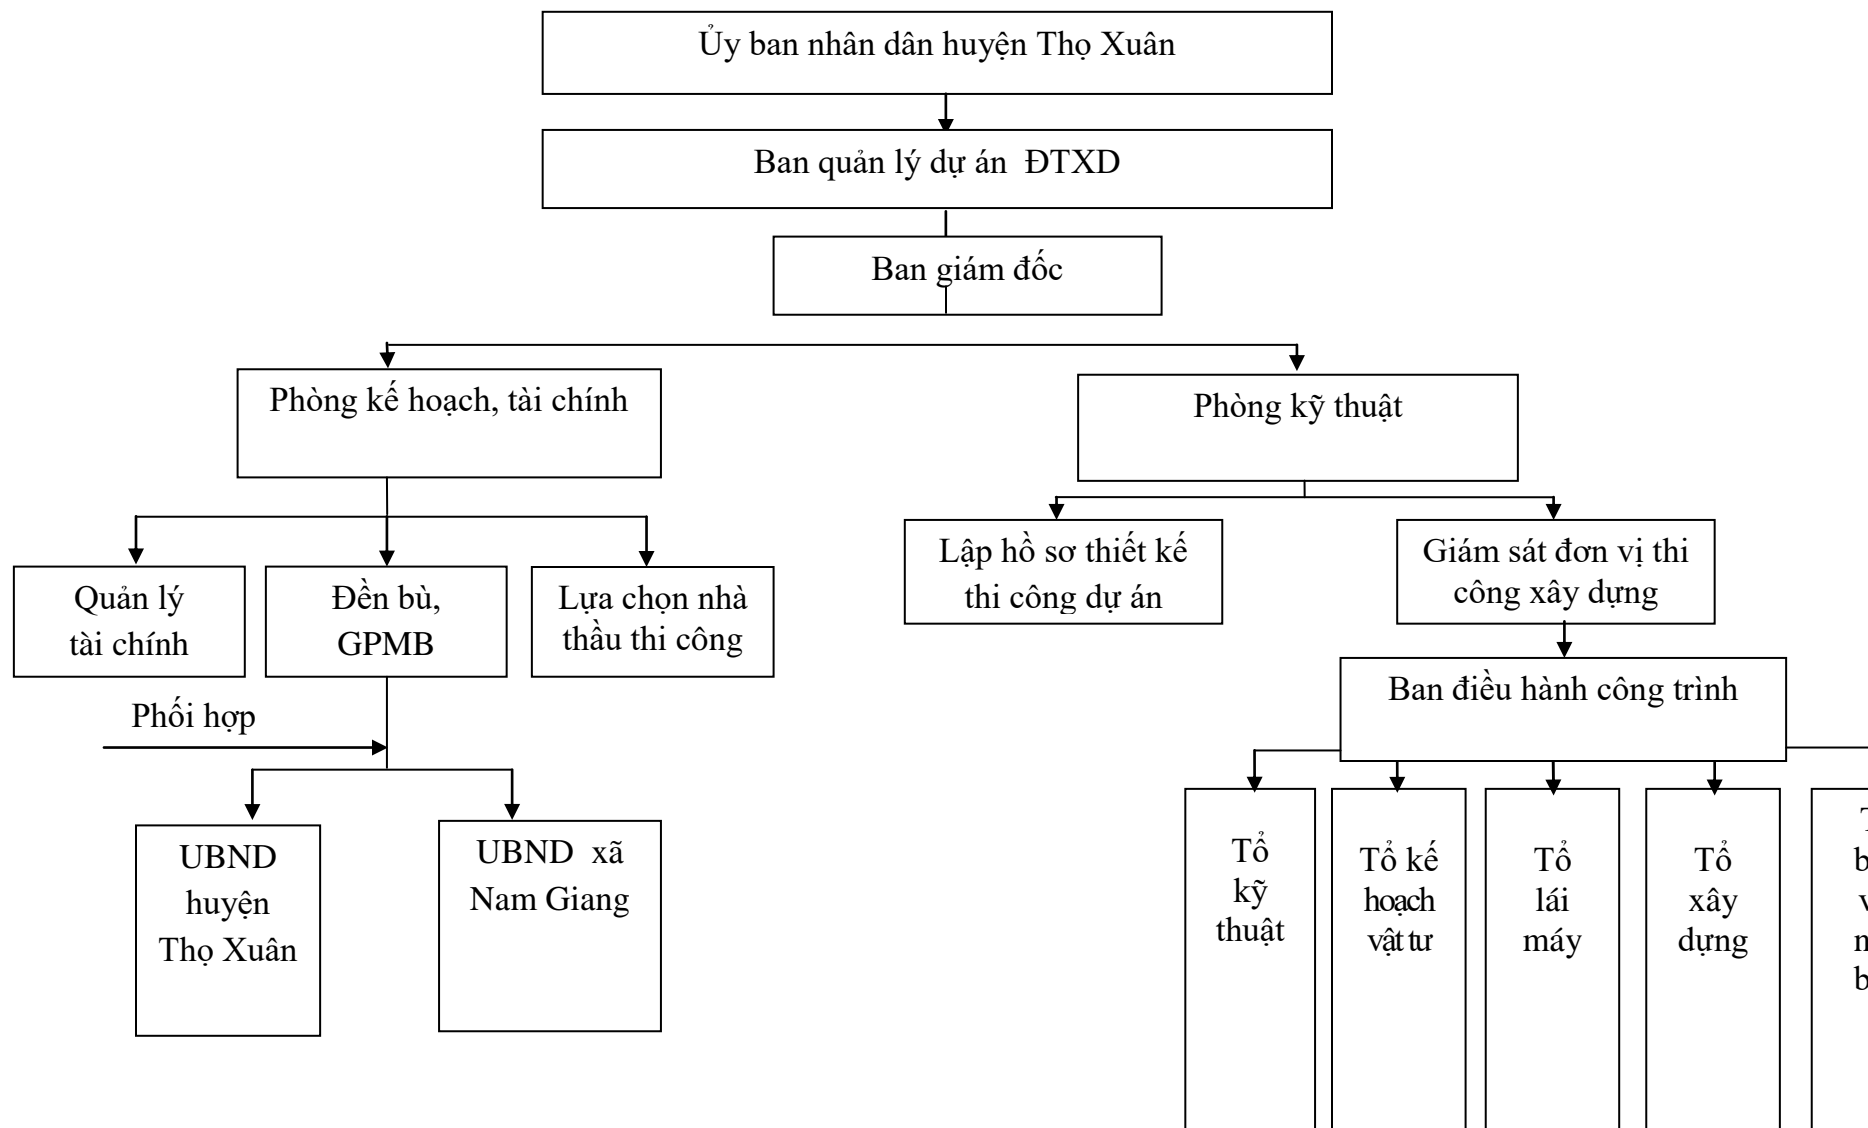 Ủy ban nhân dân huyện Thọ Xuân
Ban quản lý dự án  ĐTXD
Ban giám đốc
Phòng kế hoạch, tài chính
Phòng kỹ thuật
Quản lý
tài chính
Đền bù,
GPMB
Lựa chọn nhà
thầu thi công
Lập hồ sơ thiết kế
thi công dự án
Giám sát đơn vị thi
công xây dựng
Phối hợp
Ban điều hành công trình
UBND
huyện
Thọ Xuân
UBND  xã
Nam Giang
Tổ
kỹ
thuật
Tổ kế
hoạch
vật tư
Tổ
lái
máy
Tổ
xây
dựng